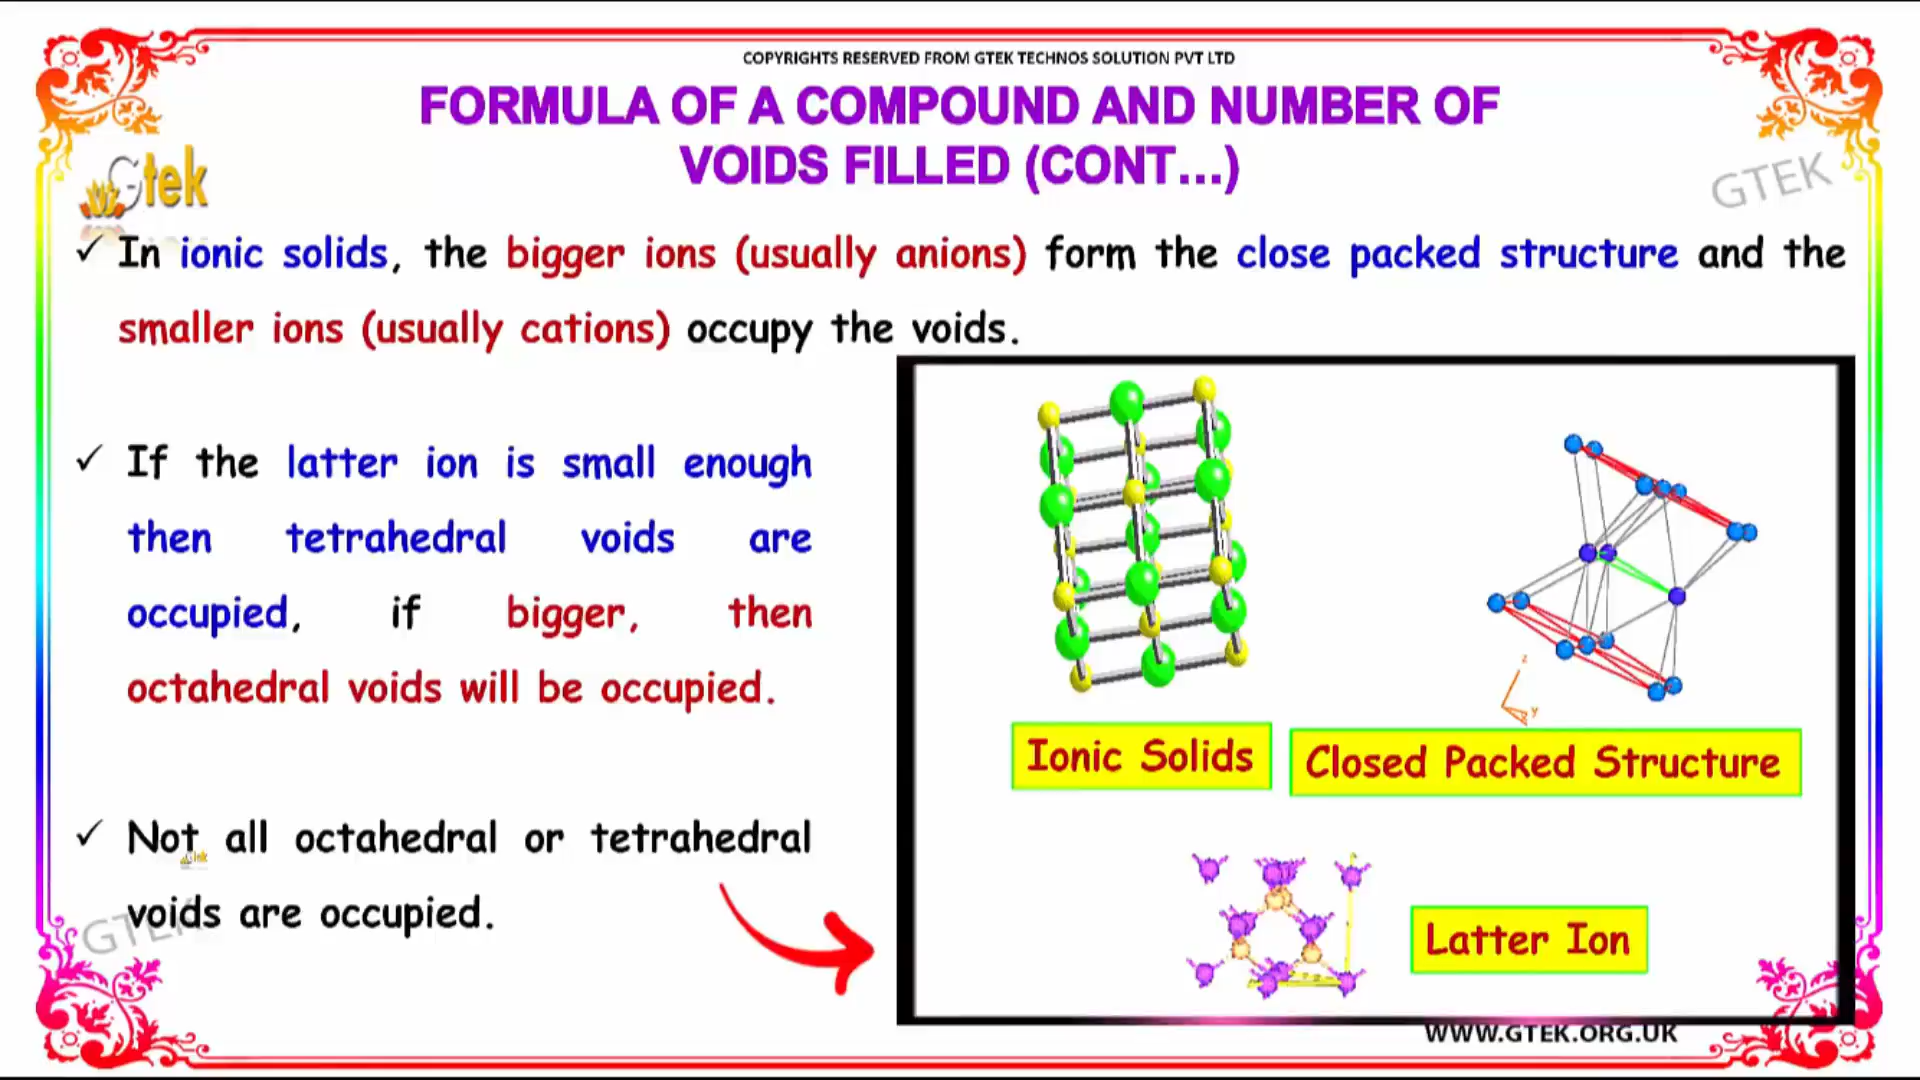 COPYRIGHTS RESERVED FROM GTEK TECHNOS SOLUTION PVT LTD
FORMULA OF A COMPOUND AND NUMBER OF
VOIDS FILLED (CONT...)
Gtek
GTEK
✓ In ionic solids, the bigger ions (usually anions) form the close packed structure and the
smaller ions (usually cations) occupy the voids.
✓ If the latter ion is small enough
then tetrahedral voids are
occupied, if bigger, then
octahedral voids will be occupied.
✓ Not all octahedral or tetrahedral
voids are occupied.
Gtek
GTEK
z
y
Ionic Solids
Closed Packed Structure
Latter Ion
WWW.GTEK.ORG.UK